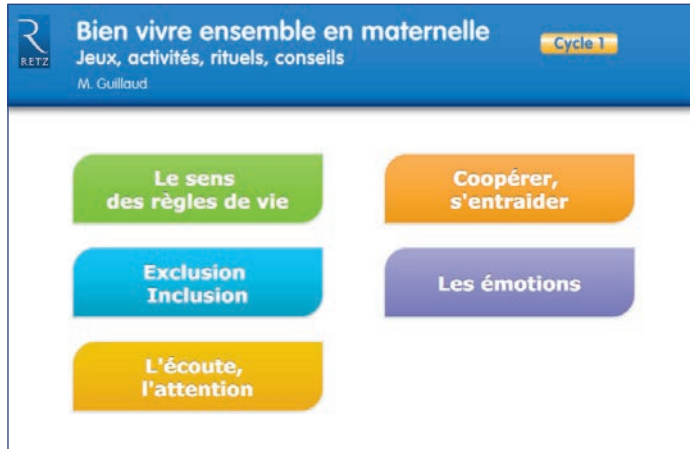 RETZ
Bien vivre ensemble en maternelle
Jeux, activités, rituels, conseils
M. Guillaud
Cycle 1
Le sens
des règles de vie
Coopérer,
s'entraider
Exclusion
Inclusion
Les émotions
L'écoute,
l'attention